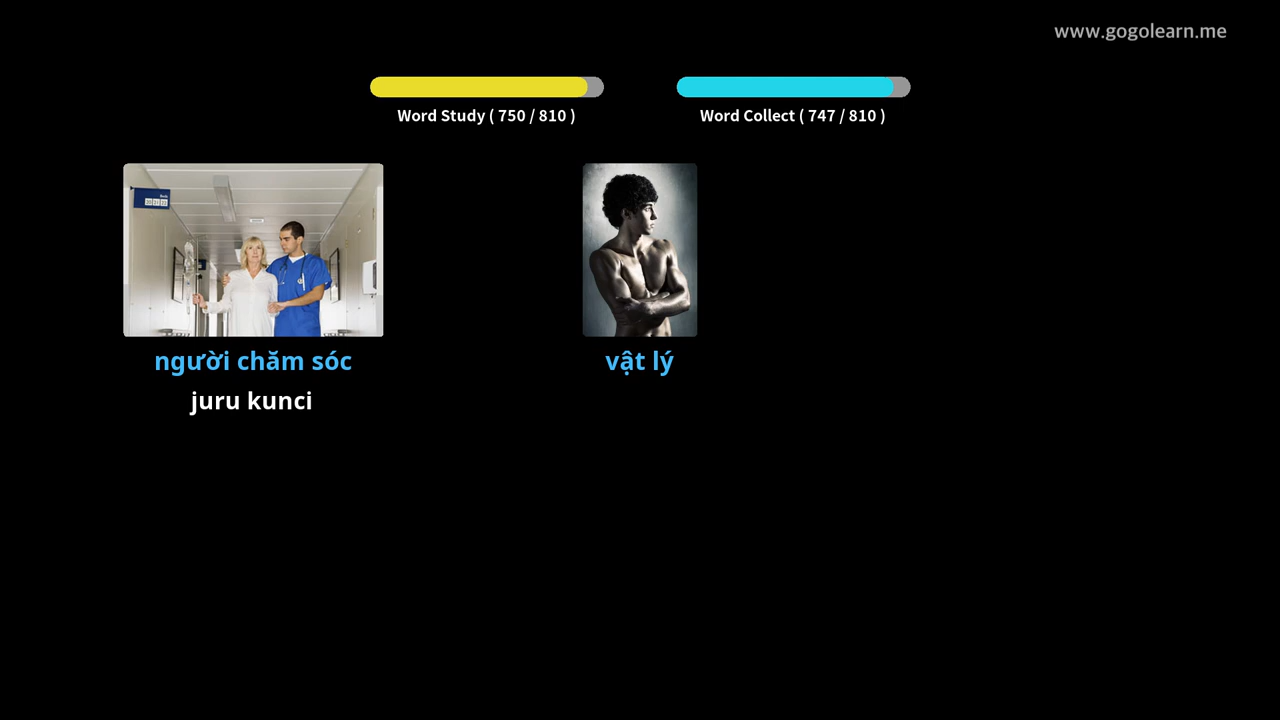 www.gogolearn.me
Word Study ( 750 / 810 )
Word Collect ( 747 / 810 )
người chăm sóc
juru kunci
vật lý